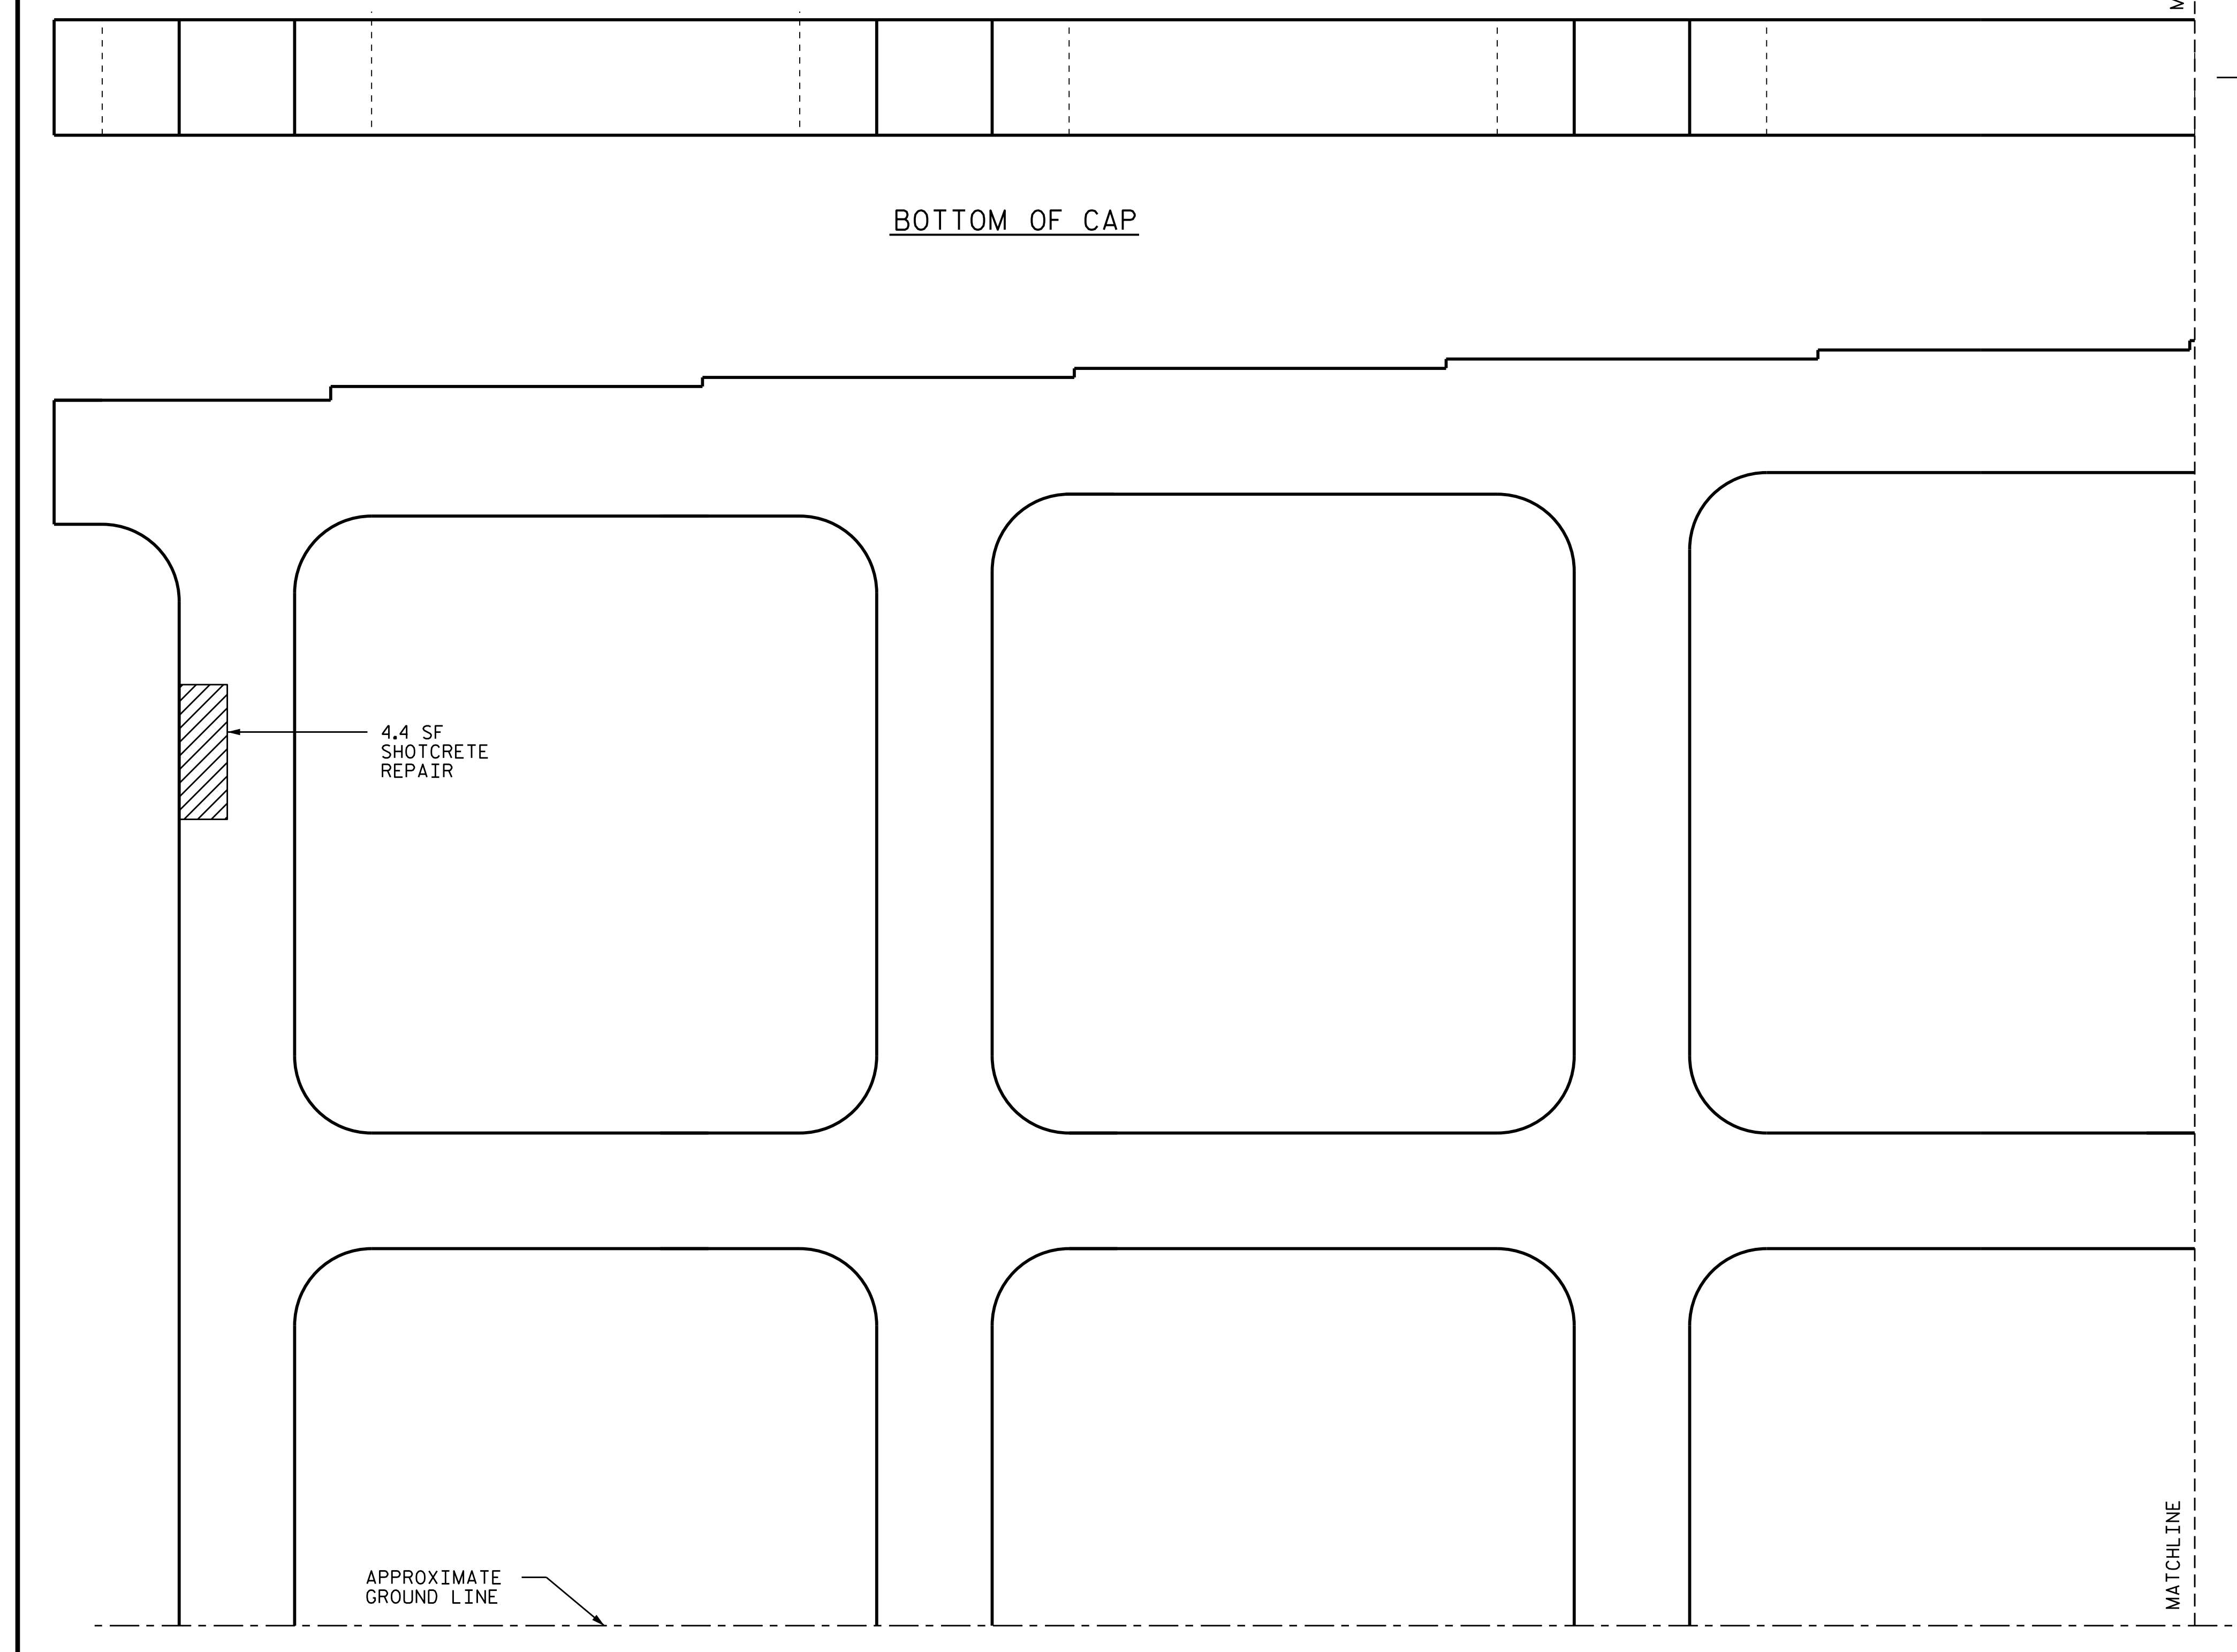 BOTTOM OF CAP
4.4 SF
SHOTCRETE
REPAIR
APPROXIMATE
GROUND LINE
MATCHLINE